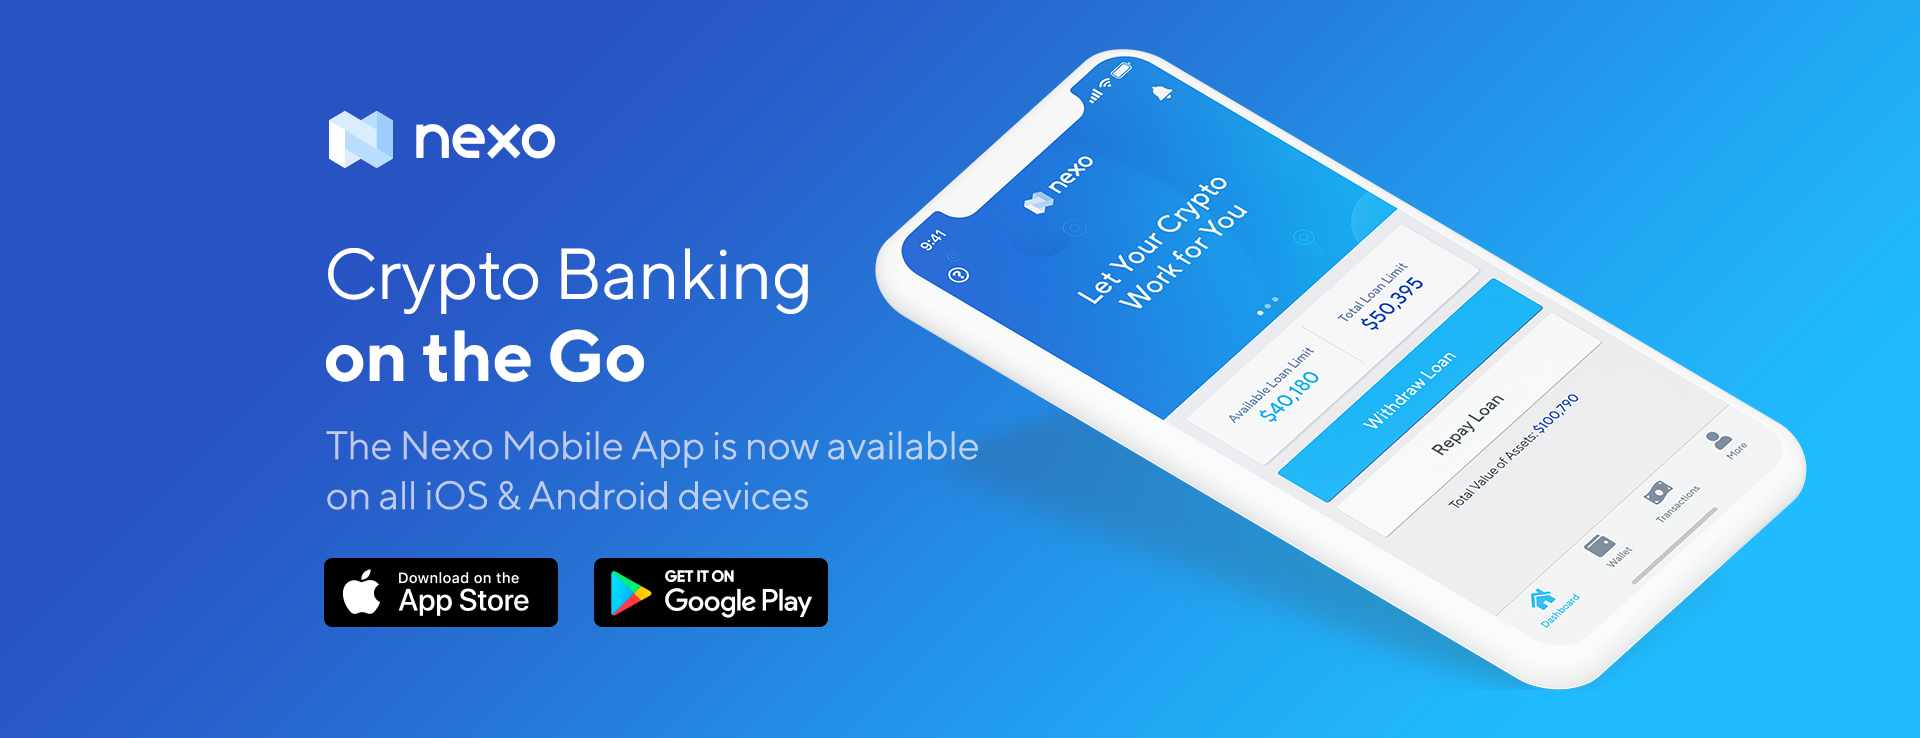 nexo
Crypto Banking
on the Go
The Nexo Mobile App is now available
on all iOS & Android devices
Download on the
App Store
GET IT ON
Google Play
9:41
nexo
Let Your Crypto
Work for You
Available Loan Limit
$40,180
Total Loan Limit
$50,395
Withdraw Loan
Repay Loan
Total Value of Assets: $100,790
Dashboard
Wallet
Transactions
More